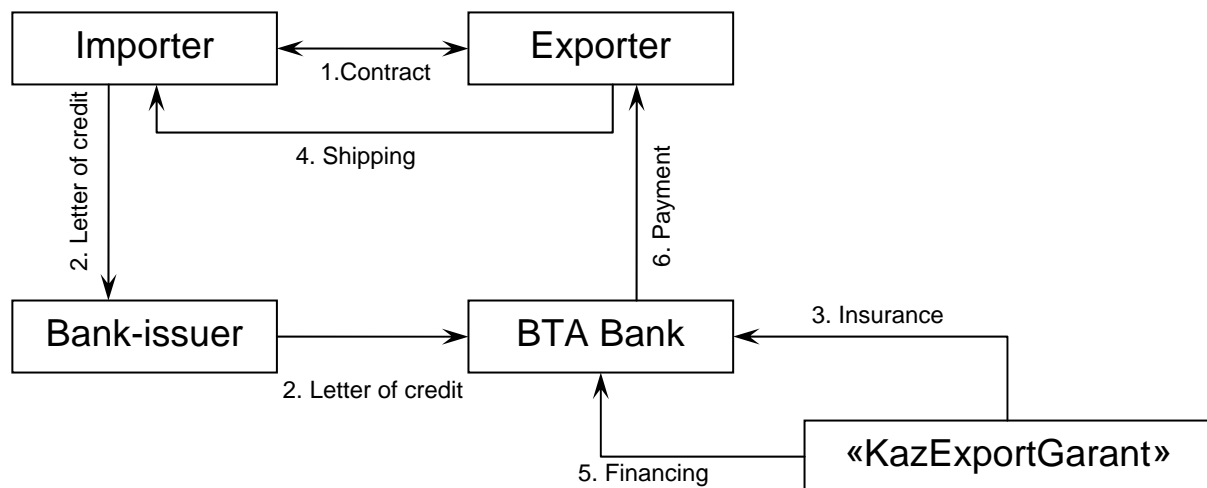 Importer
Exporter
1.Contract
2. Letter of credit
4. Shipping
6. Payment
Bank-issuer
BTA Bank
3. Insurance
2. Letter of credit
«KazExportGarant»
5. Financing